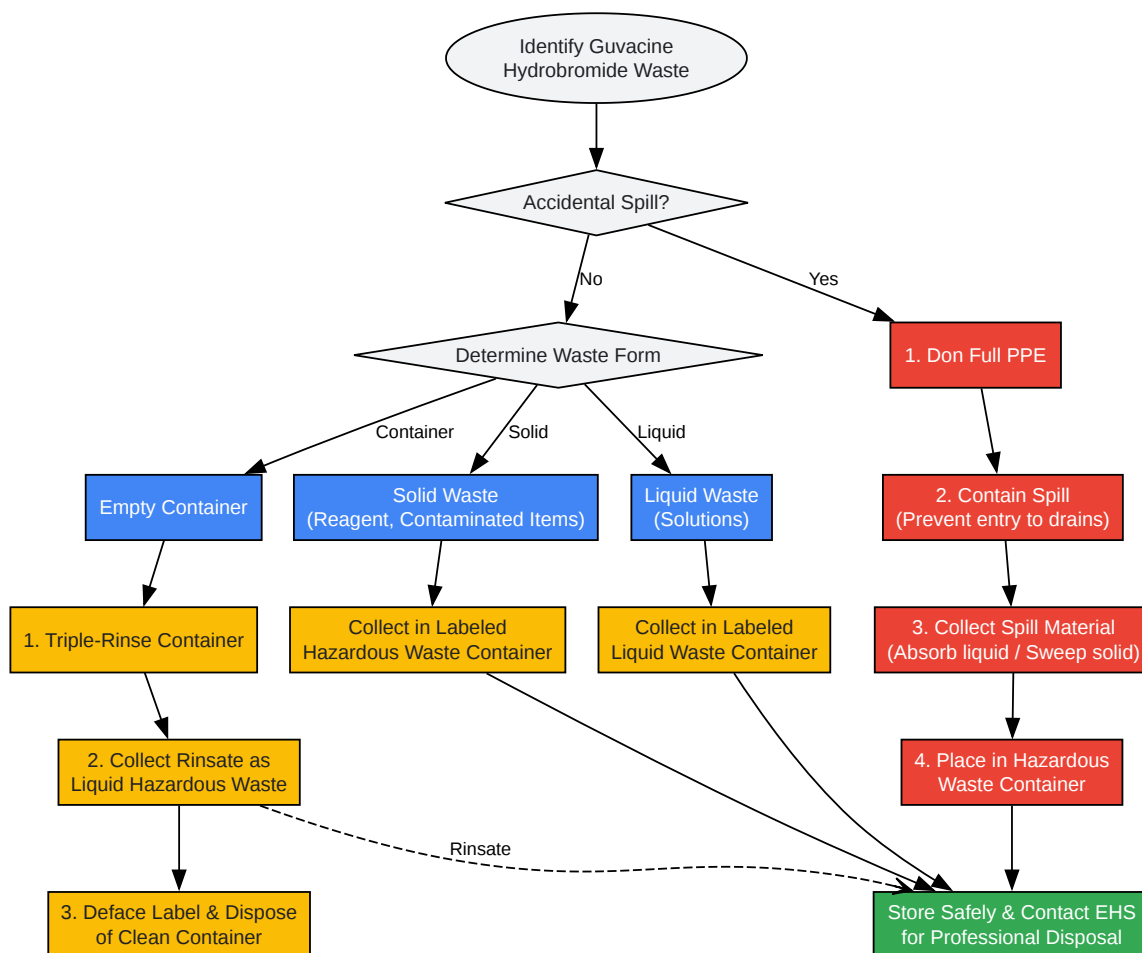 Identify Guvacine
Hydrobromide Waste
Accidental Spill?
No
Yes
Determine Waste Form
1. Don Full PPE
Container
Solid
Liquid
Empty Container
Solid Waste
(Reagent, Contaminated Items)
Liquid Waste
(Solutions)
2. Contain Spill
(Prevent entry to drains)
1. Triple-Rinse Container
Collect in Labeled
Hazardous Waste Container
Collect in Labeled
Liquid Waste Container
3. Collect Spill Material
(Absorb liquid / Sweep solid)
2. Collect Rinsate as
Liquid Hazardous Waste
4. Place in Hazardous
Waste Container
Rinsate
3. Deface Label & Dispose
of Clean Container
Store Safely & Contact EHS
for Professional Disposal